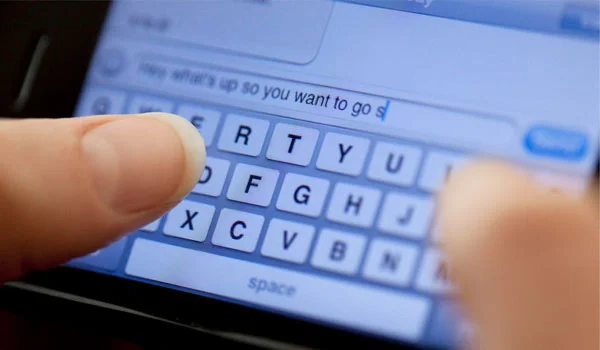 Hey what's up so you want to go s
E R T Y U
D F G H J
X C V B N M
space